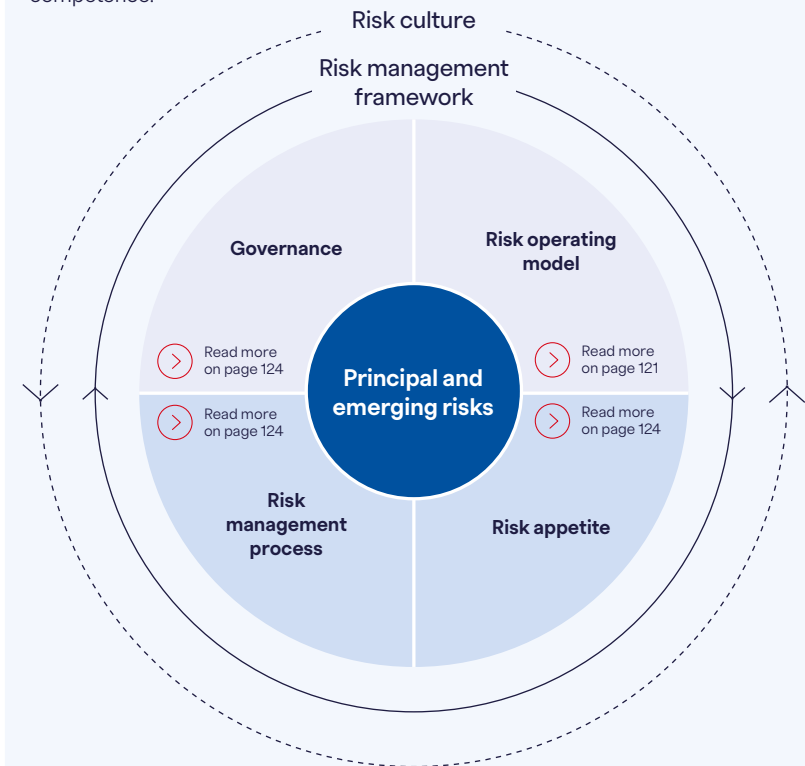 competence.
Risk culture
Risk management
framework
Governance
Risk operating
model
Read more
on page 124
Read more
on page 121
Principal and
emerging risks
Read more
on page 124
Read more
on page 124
Risk
management
process
Risk appetite